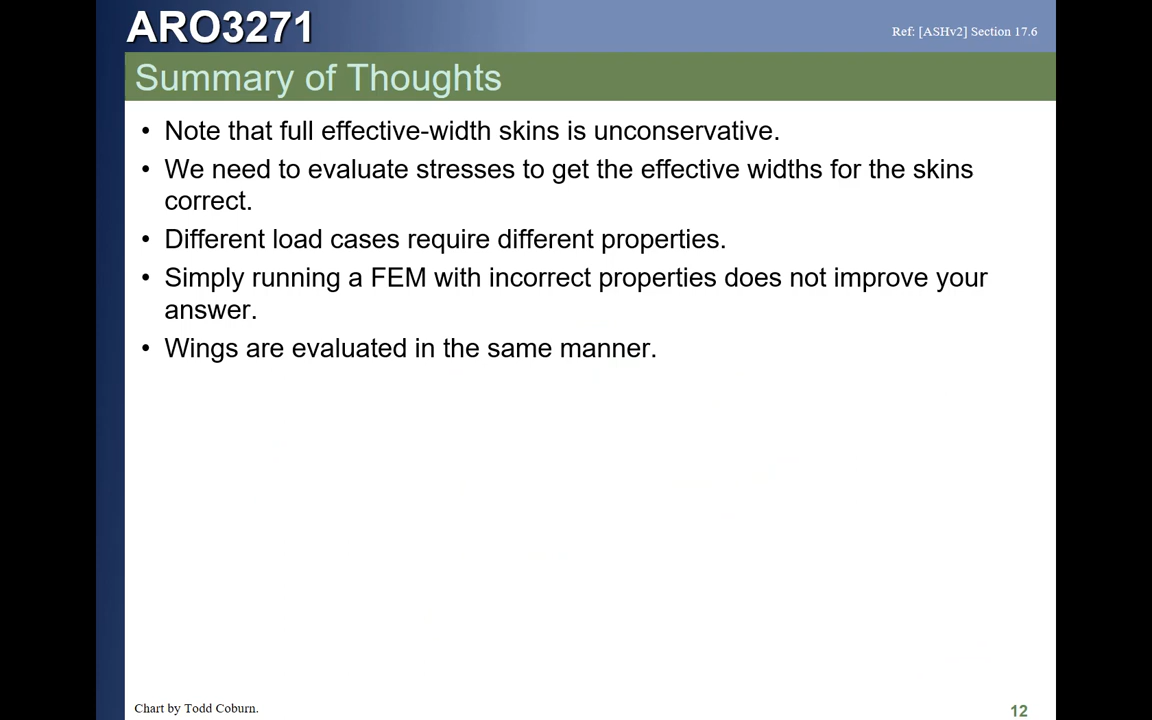 ARO3271
Ref: [ASHv2] Section 17.6
Summary of Thoughts
• Note that full effective-width skins is unconservative.
• We need to evaluate stresses to get the effective widths for the skins
correct.
• Different load cases require different properties.
• Simply running a FEM with incorrect properties does not improve your
answer.
• Wings are evaluated in the same manner.
Chart by Todd Coburn.
12